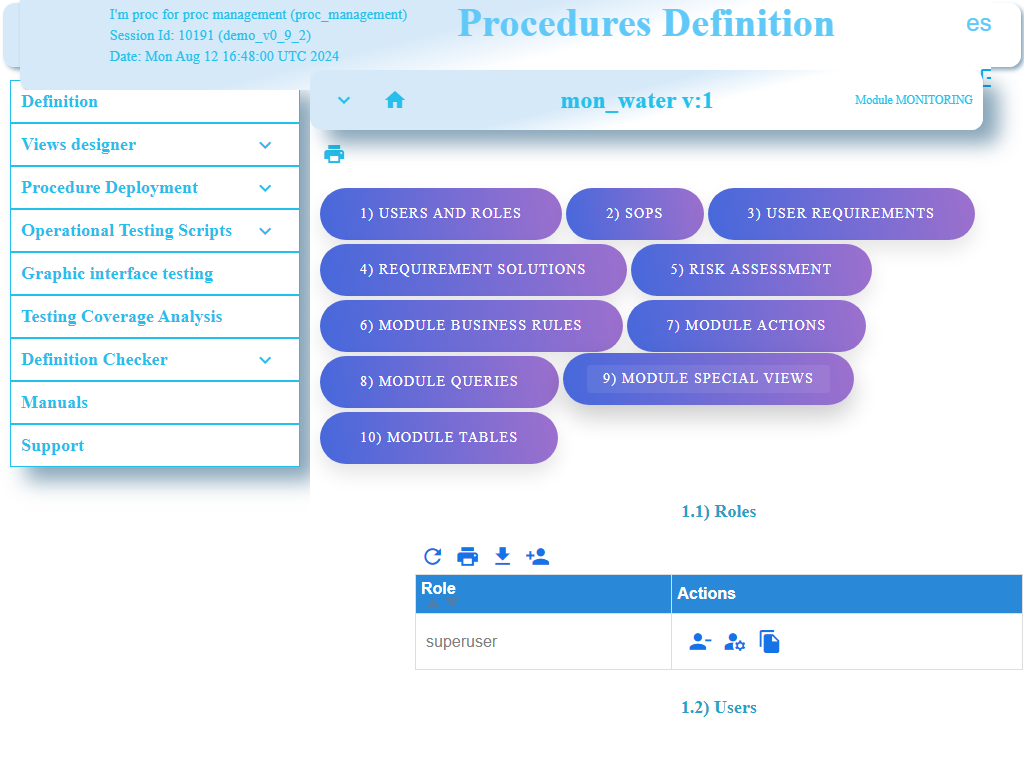 I'm proc for proc management (proc_management)
Session Id: 10191 (demo_v0_9_2)
Date: Mon Aug 12 16:48:00 UTC 2024
Procedures Definition
es
mon_water v:1
Module MONITORING
Definition
Views designer
Procedure Deployment
Operational Testing Scripts
Graphic interface testing
Testing Coverage Analysis
Definition Checker
Manuals
Support
1) USERS AND ROLES
2) SOPS
3) USER REQUIREMENTS
4) REQUIREMENT SOLUTIONS
5) RISK ASSESSMENT
6) MODULE BUSINESS RULES
7) MODULE ACTIONS
8) MODULE QUERIES
9) MODULE SPECIAL VIEWS
10) MODULE TABLES
1.1) Roles
Role
Actions
superuser
1.2) Users